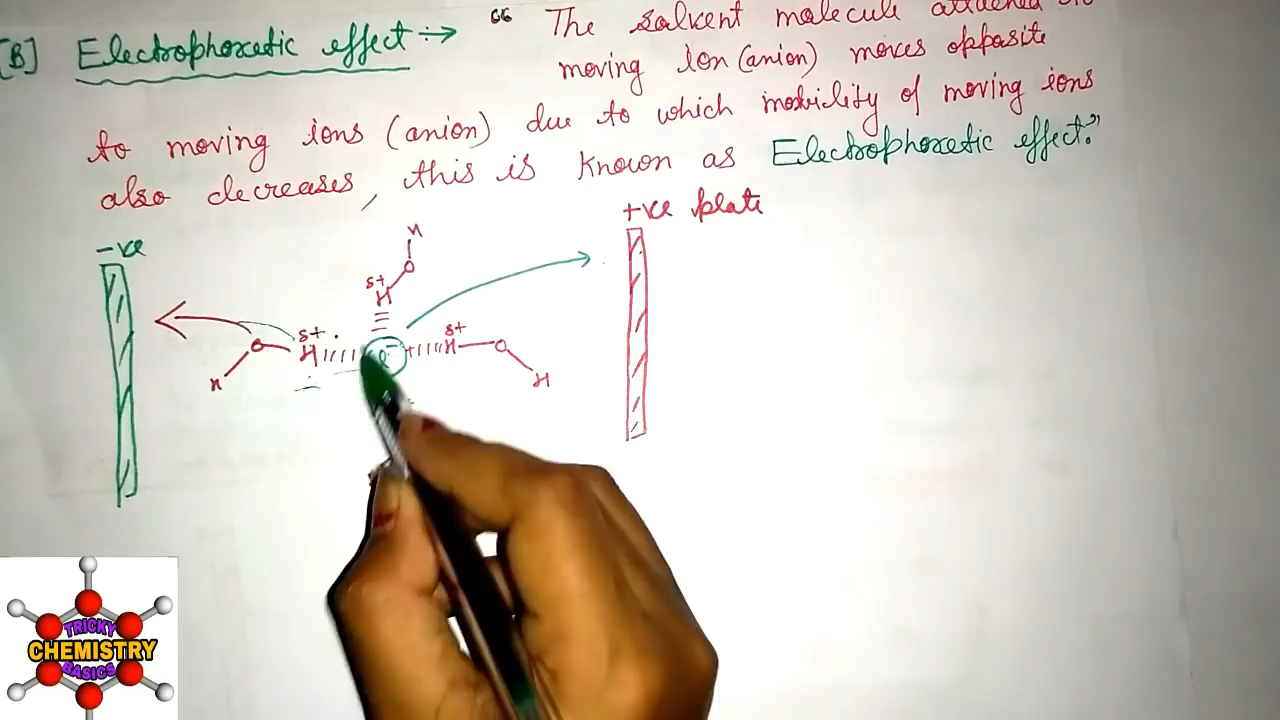 [B] Electrophoretic effect → “ The solvent molecule attached to
moving ion (anion) moves opposite
to moving ions (anion) due to which mobility of moving ions
also decreases, this is known as Electrophoretic effect.”
-ve
+ve plate
H
O
δ+
H
δ+
δ+
O
H
H
O
H
H
TRICKY
CHEMISTRY
BASICS